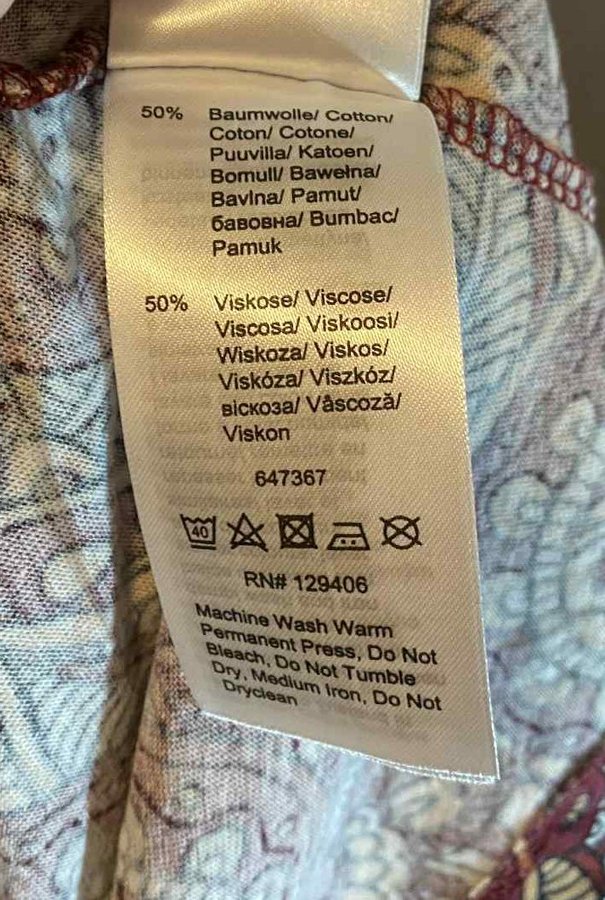 50% Baumwolle/ Cotton/
Coton/ Cotone/
Puuvilla/ Katoen/
Bomull/ Bawełna/
Bavlna/ Pamut/
бавовна/ Bumbac/
Pamuk
50% Viskose/ Viscose/
Viscosa/ Viskoosi/
Wiskoza/ Viskos/
Viskóza/ Viszkóz/
віскоза/ Vâscoză/
Viskon
647367
40
RN# 129406
Machine Wash Warm
Permanent Press, Do Not
Bleach, Do Not Tumble
Dry, Medium Iron, Do Not
Dryclean